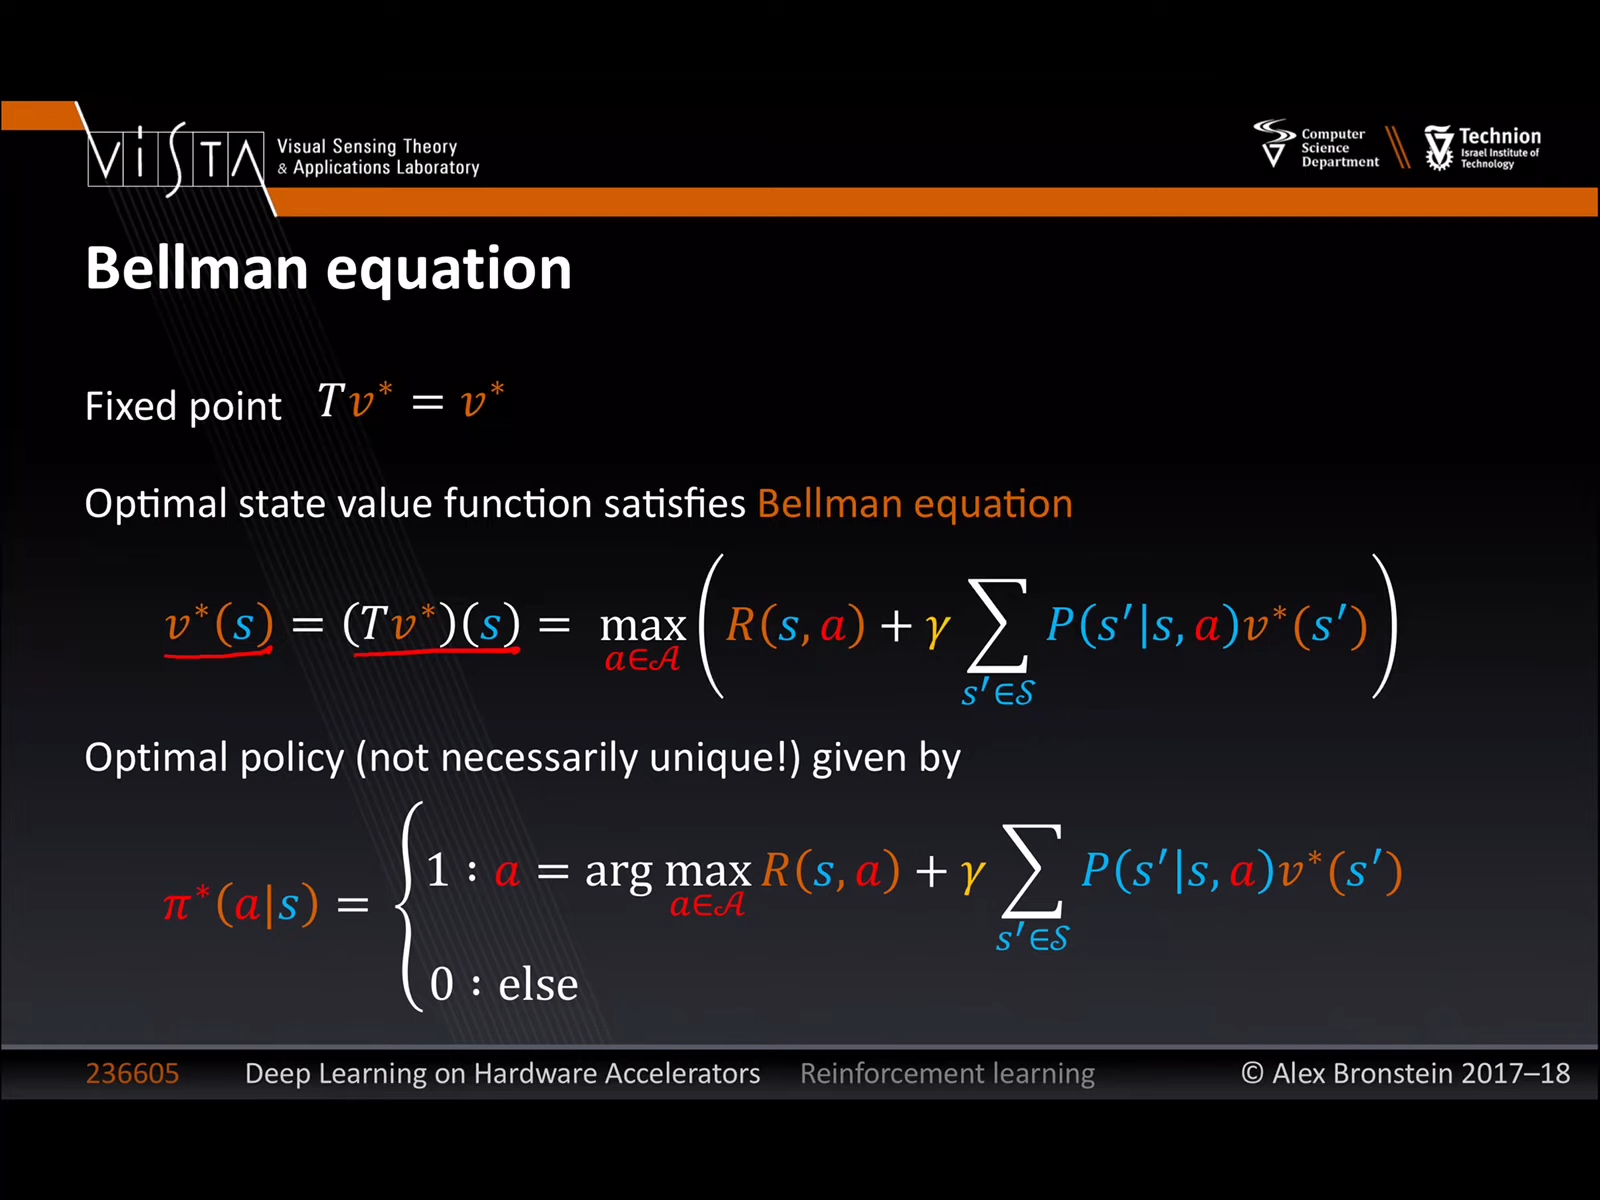 ViSTA Visual Sensing Theory & Applications Laboratory
Computer Science Department
Technion Israel Institute of Technology
Bellman equation
Fixed point Tv* = v*
Optimal state value function satisfies Bellman equation
v*(s) = (Tv*)(s) = max_{a∈𝒜} ( R(s, a) + γ ∑_{s′∈𝒮} P(s′|s, a)v*(s′) )
Optimal policy (not necessarily unique!) given by
π*(a|s) = { 1 : a = arg max_{a∈𝒜} R(s, a) + γ ∑_{s′∈𝒮} P(s′|s, a)v*(s′)
0 : else
236605 Deep Learning on Hardware Accelerators Reinforcement learning © Alex Bronstein 2017–18